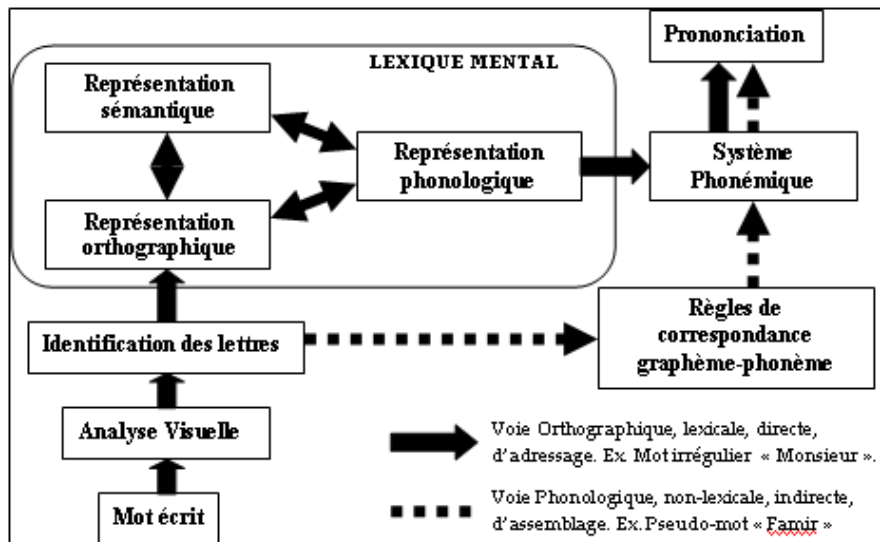 Prononciation
LEXIQUE MENTAL
Représentation
sémantique
Représentation
phonologique
Système
Phonémique
Représentation
orthographique
Identification des lettres
Règles de
correspondance
graphème-phonème
Analyse Visuelle
Mot écrit
Voie Orthographique, lexicale, directe,
d'adressage. Ex. Mot irrégulier « Monsieur ».
Voie Phonologique, non-lexicale, indirecte,
d'assemblage. Ex. Pseudo-mot « Famir »